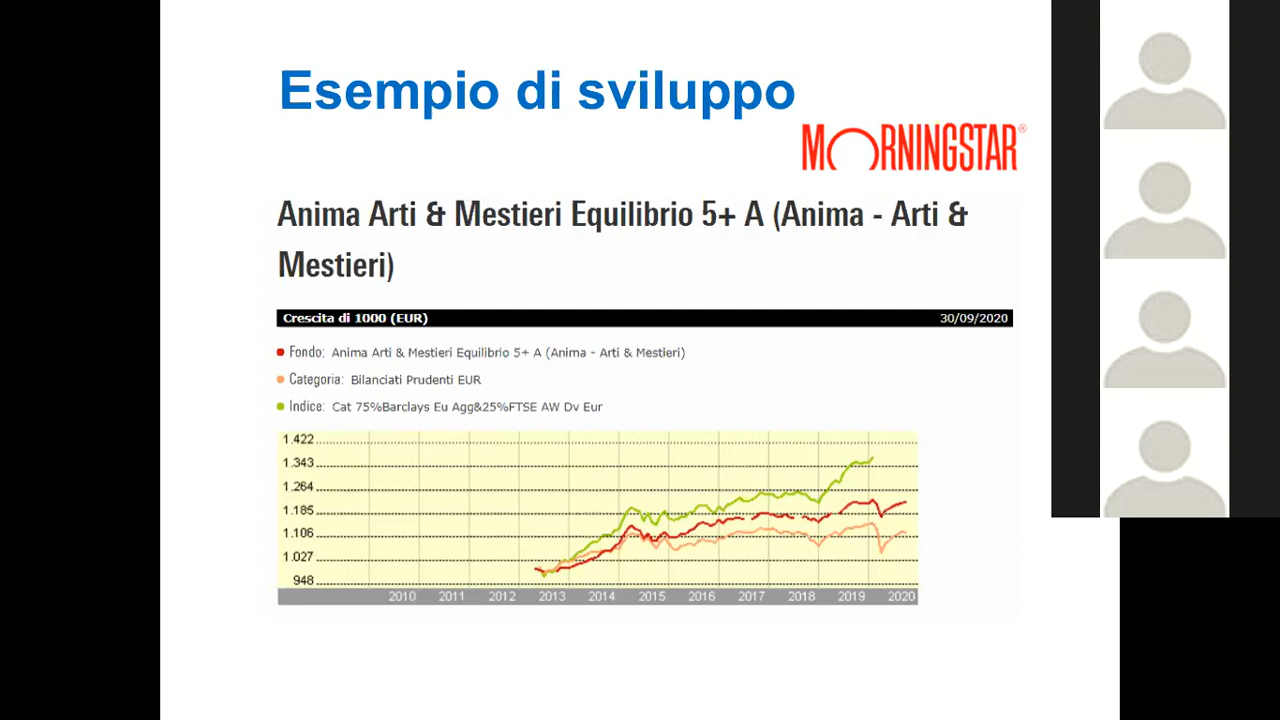 Esempio di sviluppo
MORNINGSTAR®
Anima Arti & Mestieri Equilibrio 5+ A (Anima - Arti &
Mestieri)
Crescita di 1000 (EUR) 30/09/2020
Fondo: Anima Arti & Mestieri Equilibrio 5+ A (Anima - Arti & Mestieri)
Categoria: Bilanciati Prudenti EUR
Indice: Cat 75%Barclays Eu Agg&25%FTSE AW Dv Eur
1.422
1.343
1.264
1.185
1.106
1.027
948
2010 2011 2012 2013 2014 2015 2016 2017 2018 2019 2020